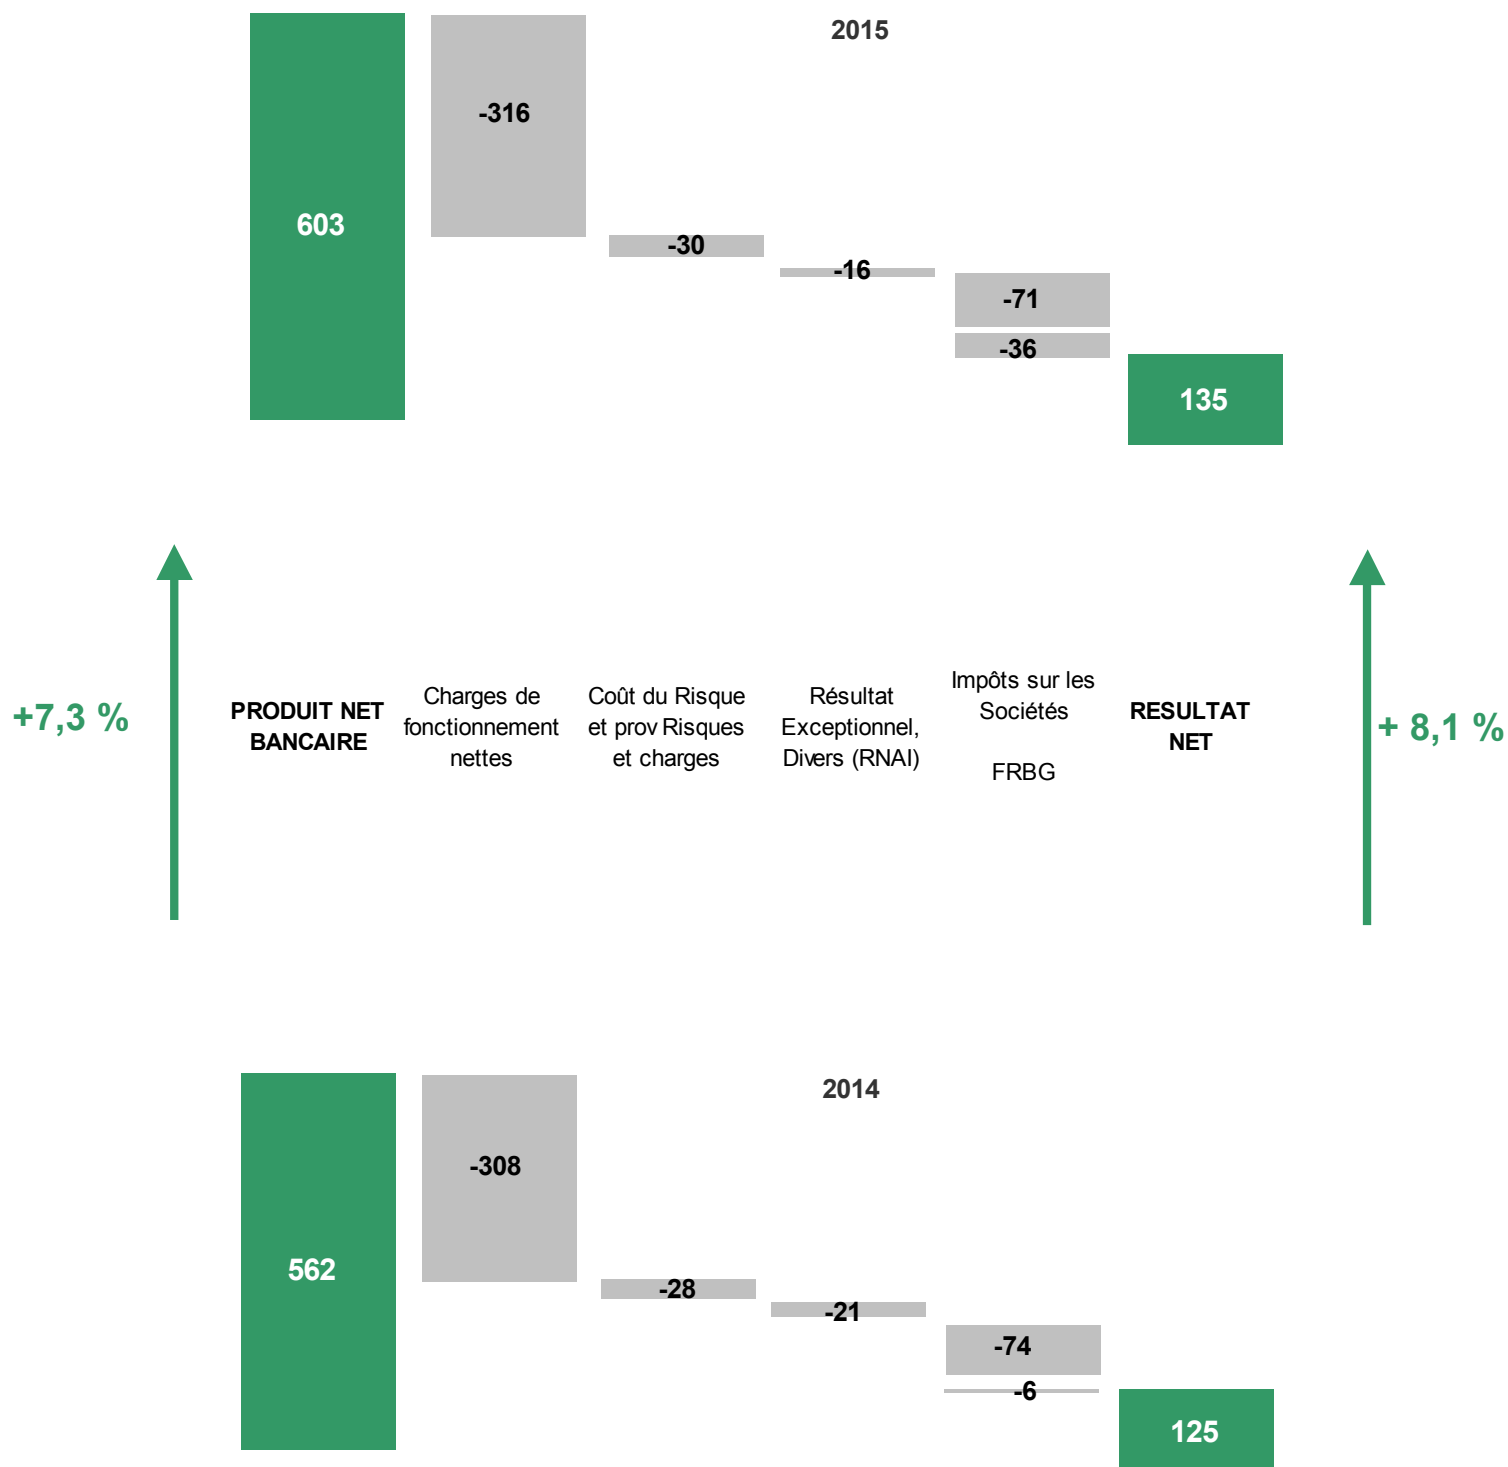 2015
603
-316
-30
-16
-71
-36
135
+7,3 %
PRODUIT NET
BANCAIRE
Charges de
fonctionnement
nettes
Coût du Risque
et prov Risques
et charges
Résultat
Exceptionnel,
Divers (RNAI)
Impôts sur les
Sociétés
FRBG
RESULTAT
NET
+ 8,1 %
2014
562
-308
-28
-21
-74
-6
125